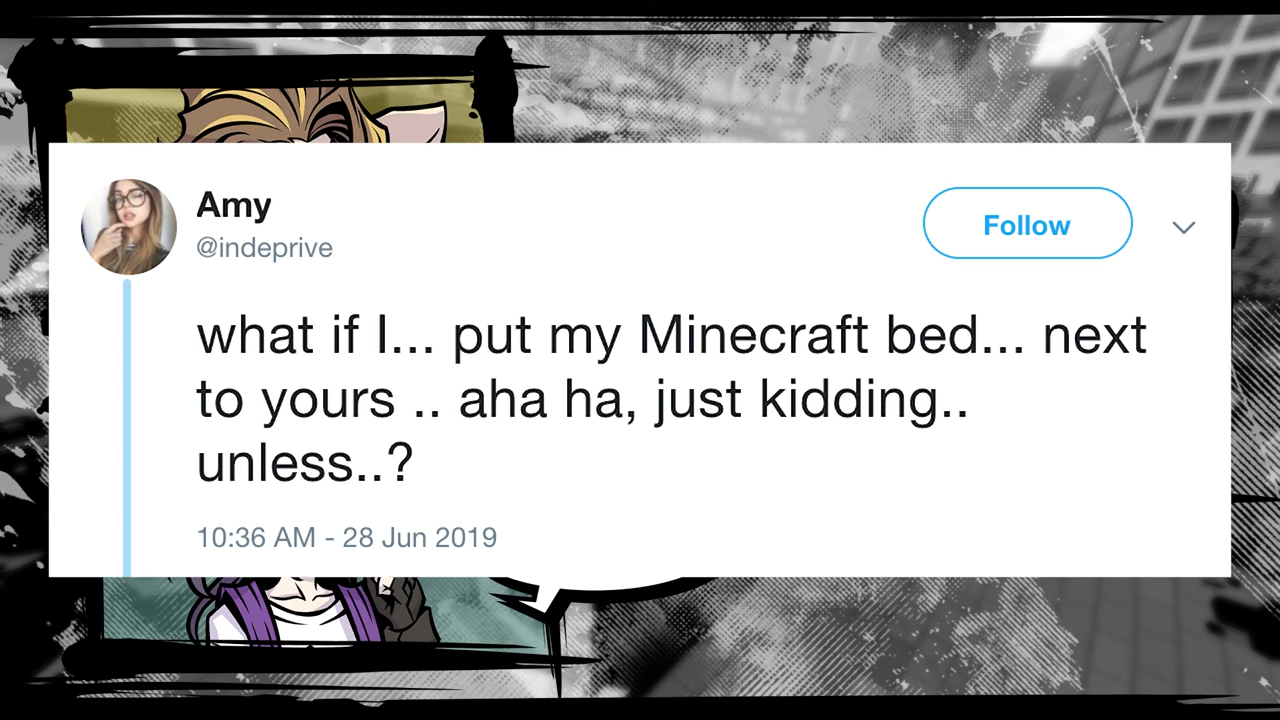 Amy
@indeprive
Follow
what if I... put my Minecraft bed... next
to yours .. aha ha, just kidding..
unless..?
10:36 AM - 28 Jun 2019